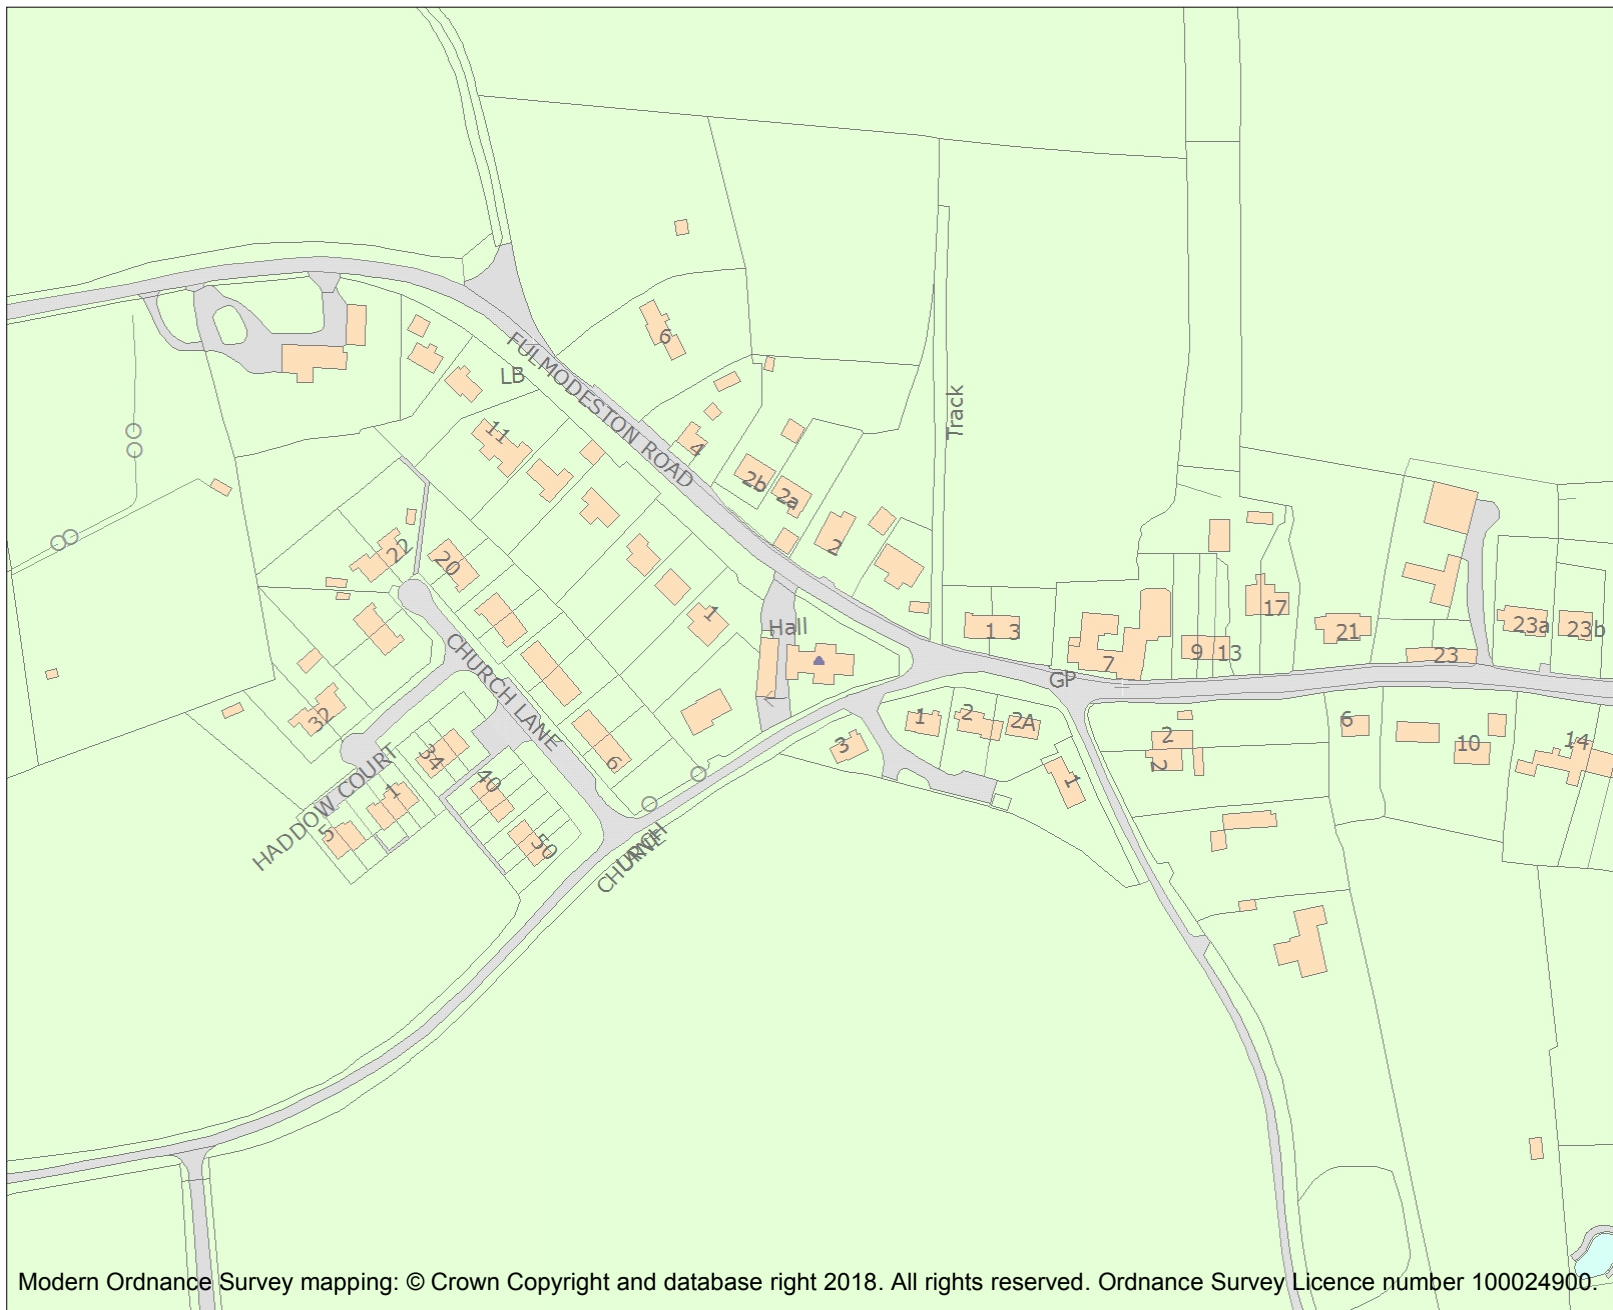 FULMODESTON ROAD
LB
6
11
4
2b
2a
2
Track
22
20
1
Hall
CHURCH LANE
32
34
40
6
50
HADDOW COURT
1
5
CHURCH
LANE
1 3
7
GP
9 13
17
21
23
23a
23b
1
2
2A
3
1
2
2
6
10
14
Modern Ordnance Survey mapping: © Crown Copyright and database right 2018. All rights reserved. Ordnance Survey Licence number 100024900.